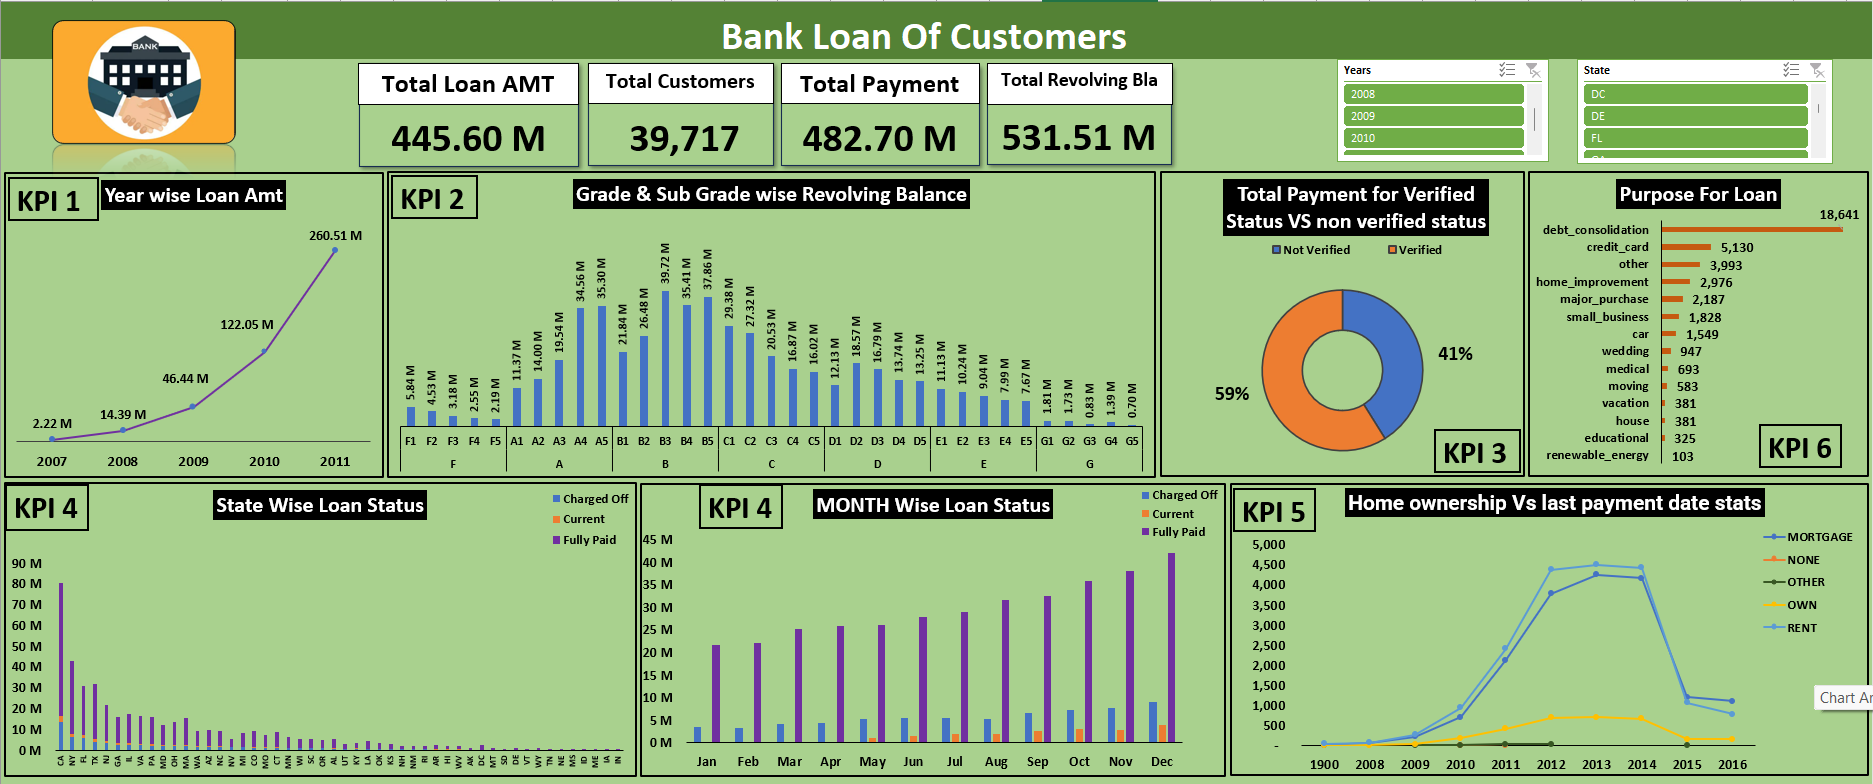 Bank Loan Of Customers
BANK
Total Loan AMT
445.60 M
Total Customers
39,717
Total Payment
482.70 M
Total Revolving Bla
531.51 M
Years
2008
2009
2010
State
DC
DE
FL
KPI 1
Year wise Loan Amt
260.51 M
122.05 M
46.44 M
14.39 M
2.22 M
2007 2008 2009 2010 2011
KPI 2
Grade & Sub Grade wise Revolving Balance
5.84 M 4.53 M 3.18 M 2.55 M 2.19 M 11.37 M 14.00 M 19.54 M 34.56 M 35.30 M 21.84 M 26.48 M 39.72 M 35.41 M 37.86 M 29.38 M 27.32 M 20.53 M 16.87 M 16.02 M 12.13 M 18.57 M 16.79 M 13.74 M 13.25 M 11.13 M 10.24 M 9.04 M 7.99 M 7.67 M 1.81 M 1.73 M 0.83 M 1.39 M 0.70 M
F1 F2 F3 F4 F5 A1 A2 A3 A4 A5 B1 B2 B3 B4 B5 C1 C2 C3 C4 C5 D1 D2 D3 D4 D5 E1 E2 E3 E4 E5 G1 G2 G3 G4 G5
F A B C D E G
Total Payment for Verified
Status VS non verified status
Not Verified Verified
41%
59%
KPI 3
Purpose For Loan
18,641
debt_consolidation
credit_card 5,130
other 3,993
home_improvement 2,976
major_purchase 2,187
small_business 1,828
car 1,549
wedding 947
medical 693
moving 583
vacation 381
house 381
educational 325
renewable_energy 103
KPI 6
KPI 4
State Wise Loan Status
Charged Off
Current
Fully Paid
90 M
80 M
70 M
60 M
50 M
40 M
30 M
20 M
10 M
0 M
CA NY FL TX NJ GA IL VA PA MD OH MA WA AZ NC NV MI CO MO CT MN WI SC OR AL UT KY LA OK KS NH NM RI AR HI WV AK DC MT SD DE VT WY TN NE MS ID ME IA IN
KPI 4
MONTH Wise Loan Status
Charged Off
Current
Fully Paid
45 M
40 M
35 M
30 M
25 M
20 M
15 M
10 M
5 M
0 M
Jan Feb Mar Apr May Jun Jul Aug Sep Oct Nov Dec
KPI 5
Home ownership Vs last payment date stats
MORTGAGE
NONE
OTHER
OWN
RENT
5,000
4,500
4,000
3,500
3,000
2,500
2,000
1,500
1,000
500
-
1900 2008 2009 2010 2011 2012 2013 2014 2015 2016
Chart Ar